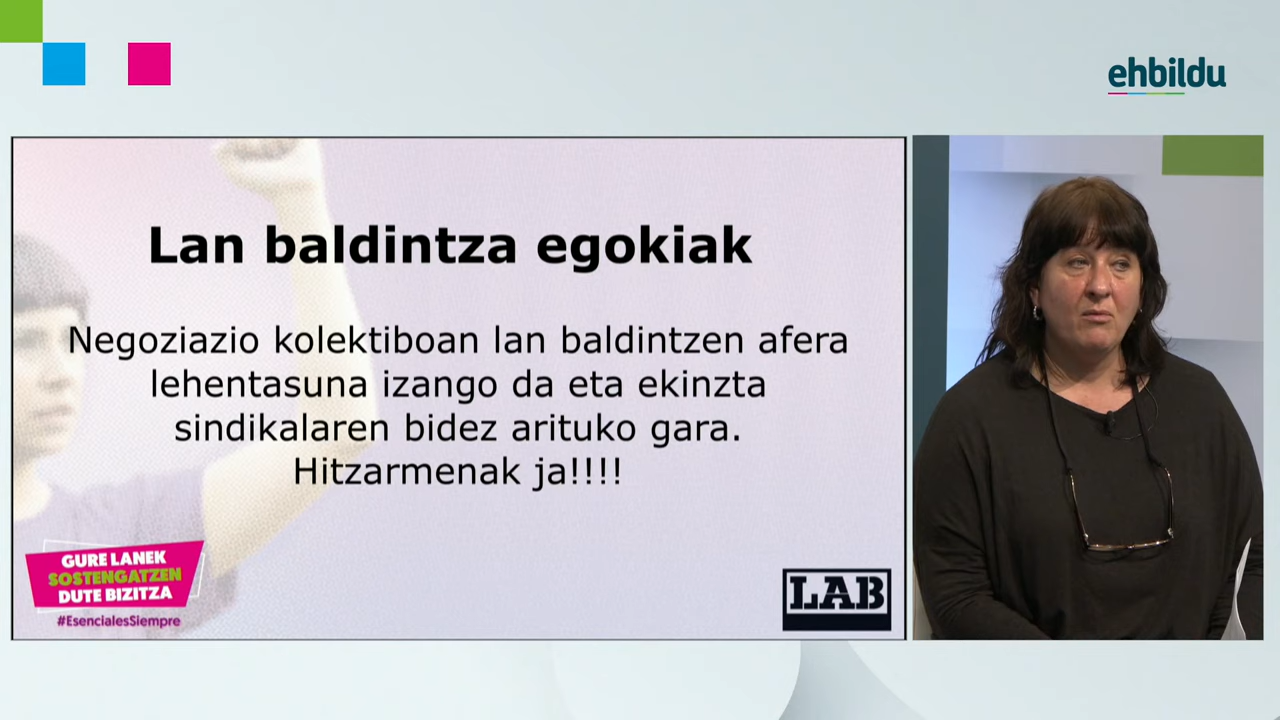 ehbildu
Lan baldintza egokiak
Negoziazio kolektiboan lan baldintzen afera
lehentasuna izango da eta ekinzta
sindikalaren bidez arituko gara.
Hitzarmenak ja!!!!
GURE LANEK
SOSTENGATZEN
DUTE BIZITZA
#EsencialesSiempre
LAB